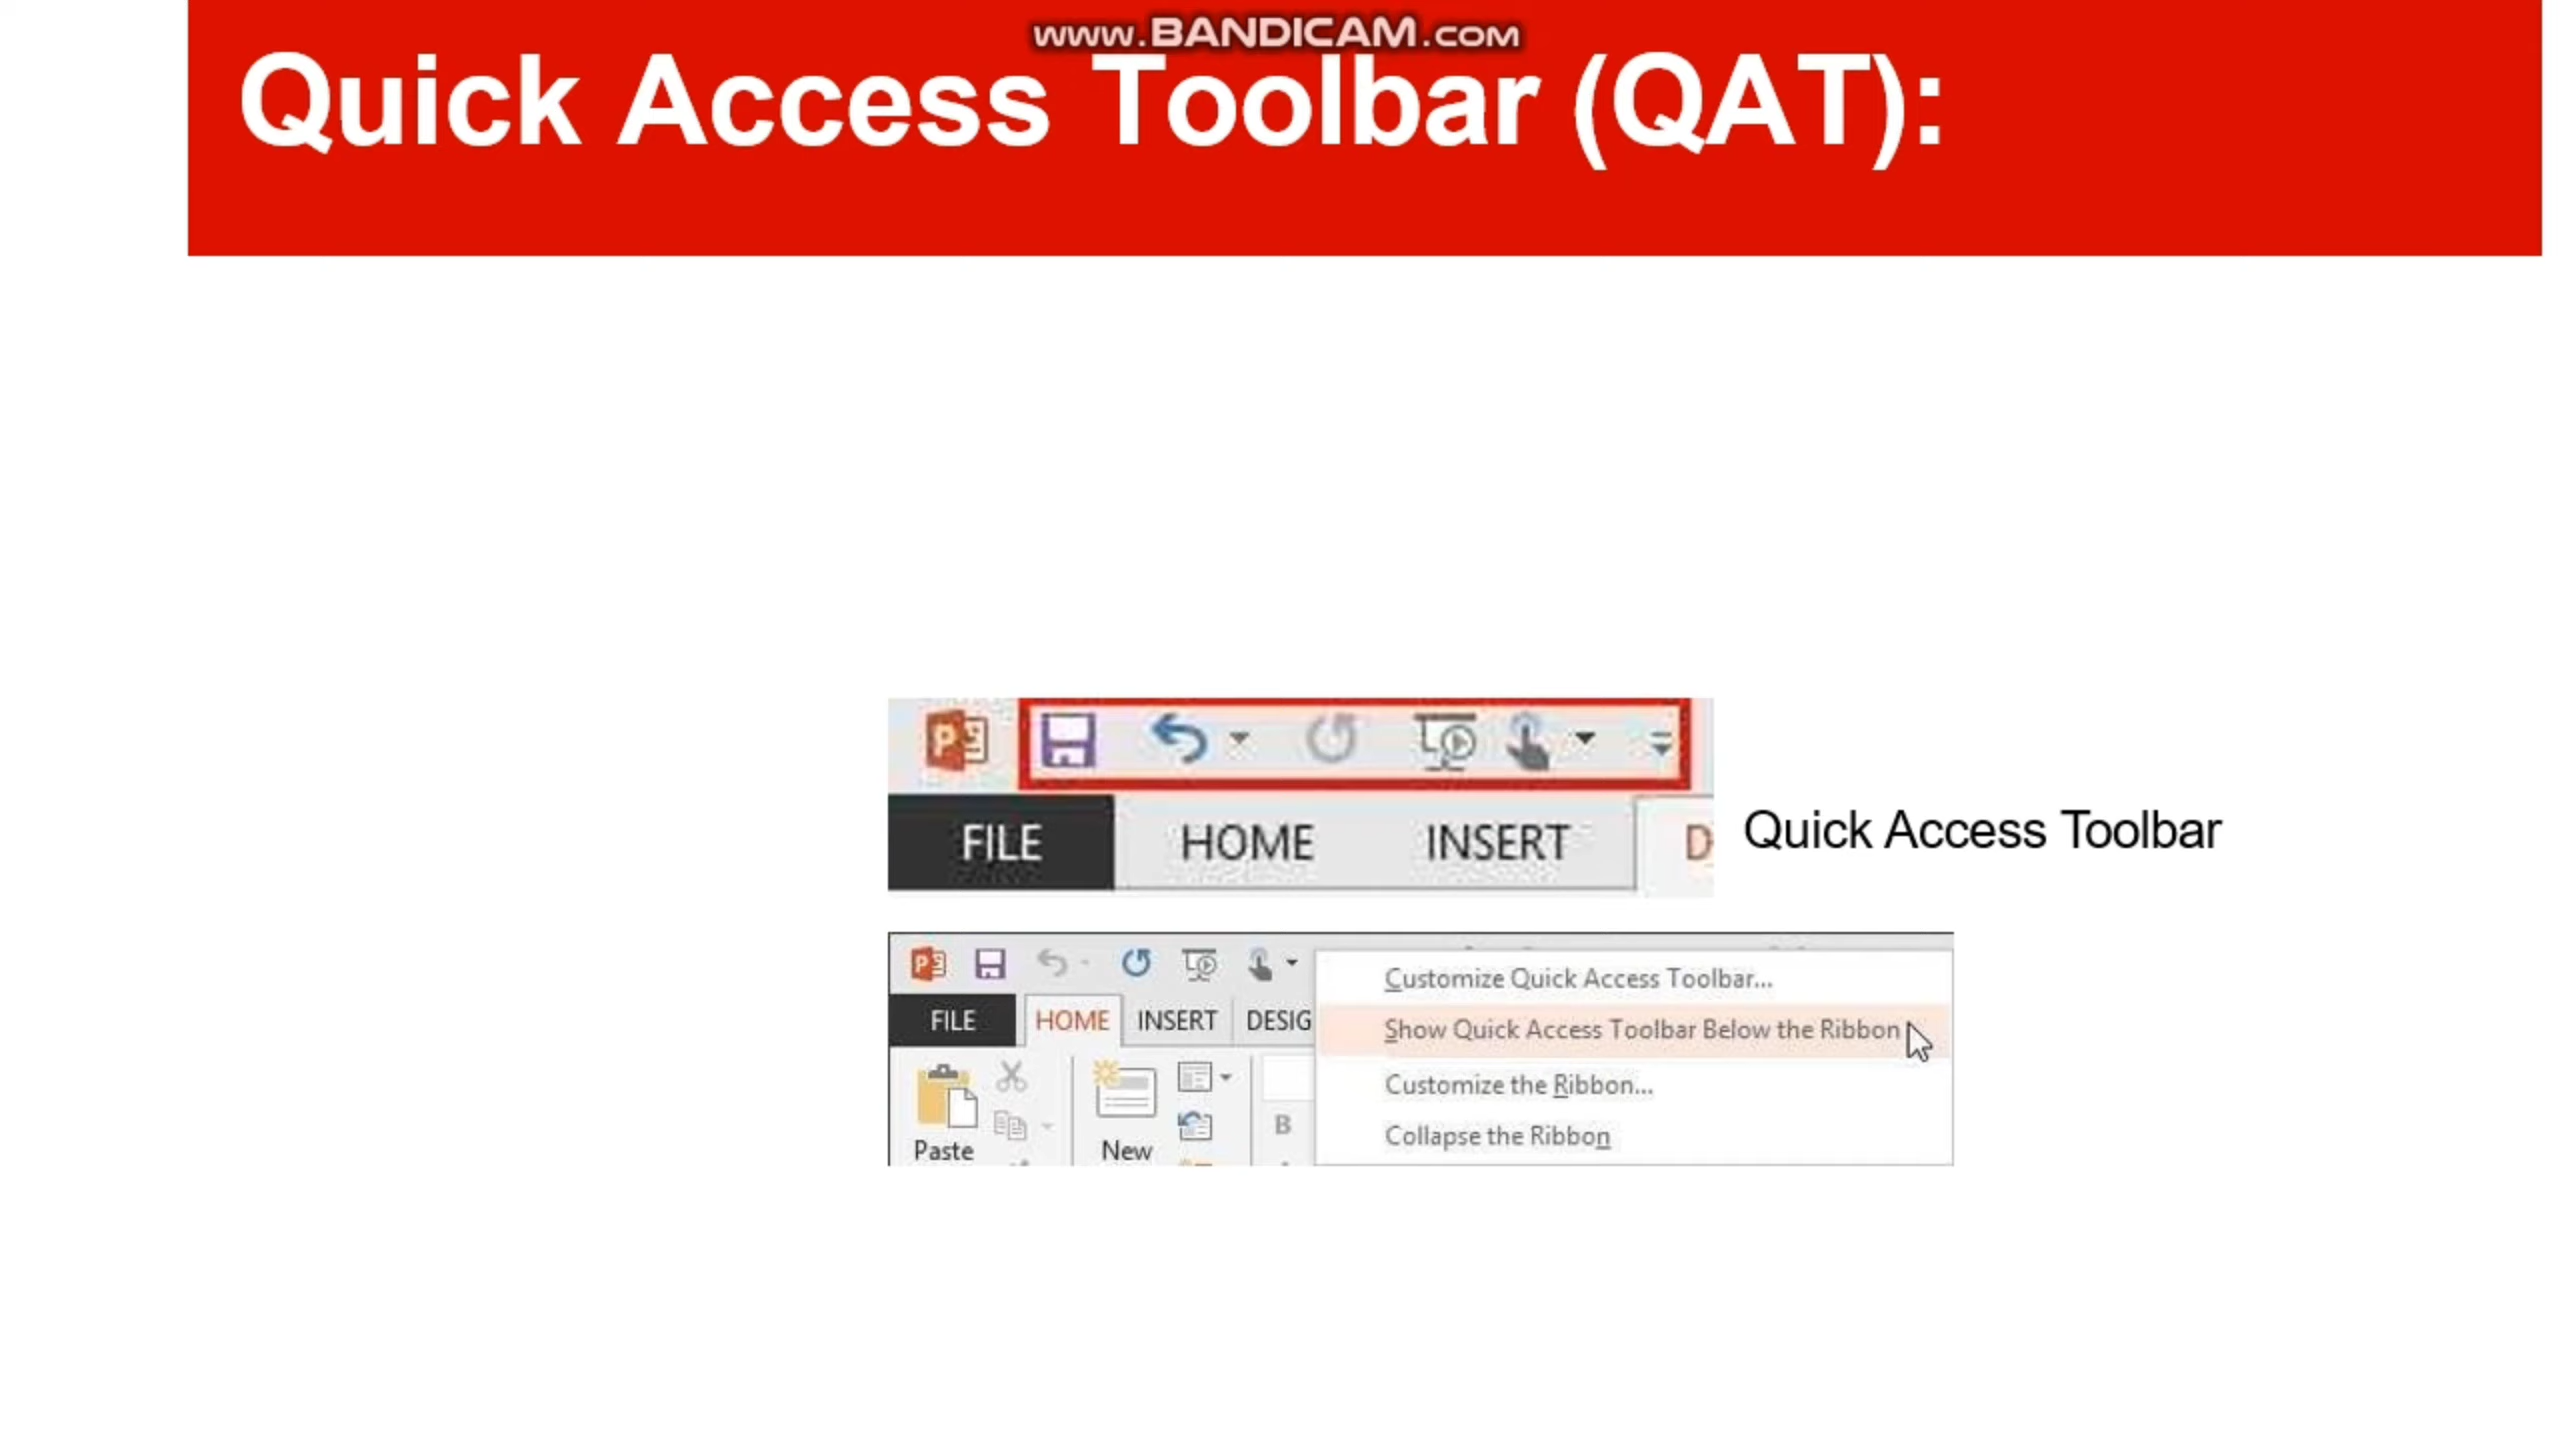 www.BANDICAM.COM
Quick Access Toolbar (QAT):
FILE HOME INSERT D
Quick Access Toolbar
FILE HOME INSERT DESIG
Paste New B
Customize Quick Access Toolbar...
Show Quick Access Toolbar Below the Ribbon
Customize the Ribbon...
Collapse the Ribbon